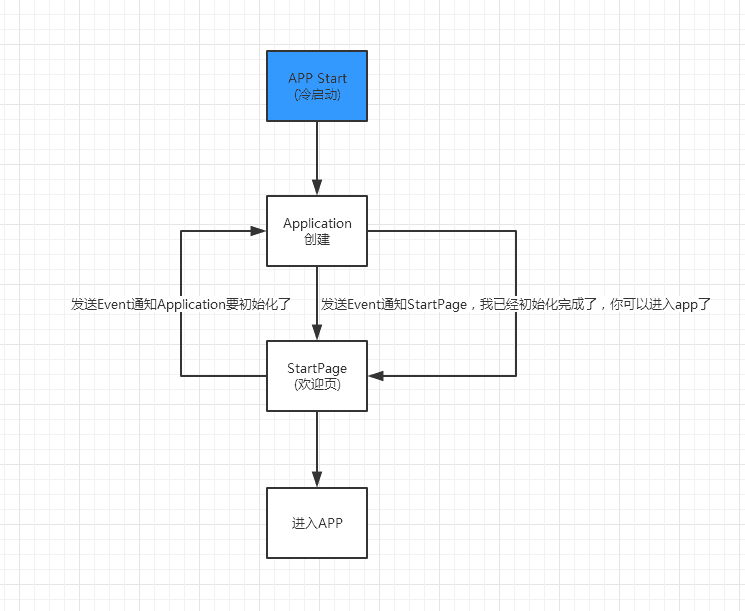 APP Start
(冷启动)
Application
创建
发送Event通知Application要初始化了
发送Event通知StartPage，我已经初始化完成了，你可以进入app了
StartPage
(欢迎页)
进入APP